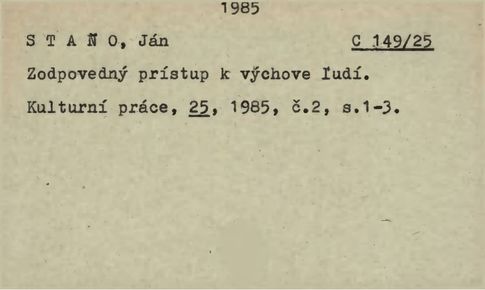 1985
S T A Ň O, Ján C 149/25
Zodpovedný prístup k výchove ľudí.
Kulturní práce, 25, 1985, č.2, s.1-3.